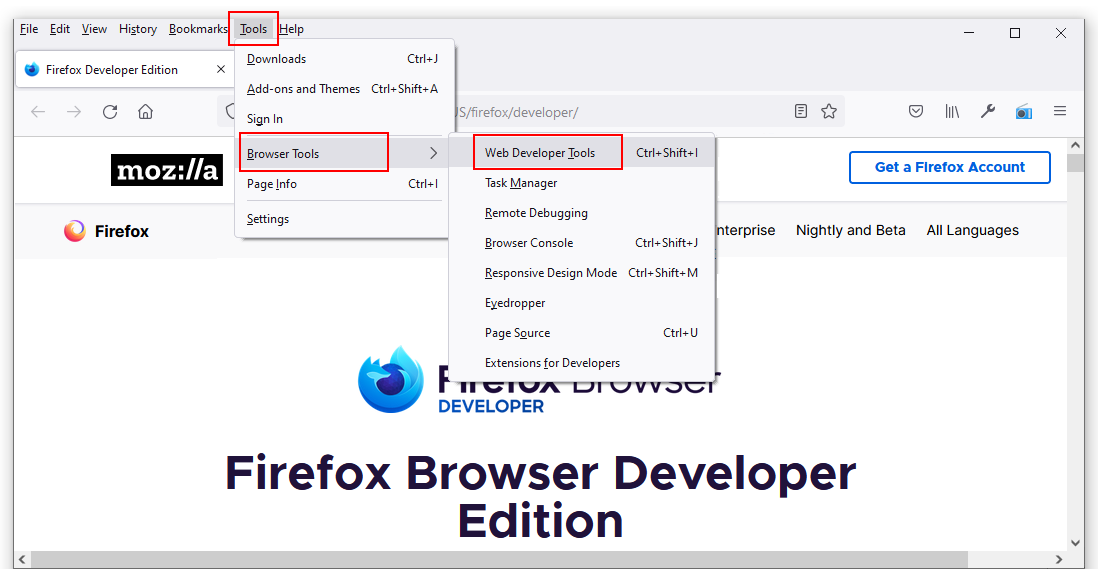 File Edit View History Bookmarks Tools Help
Firefox Developer Edition
Downloads Ctrl+J
Add-ons and Themes Ctrl+Shift+A
Sign In
Browser Tools
Page Info Ctrl+I
Settings
/firefox/developer/
Web Developer Tools Ctrl+Shift+I
Task Manager
Remote Debugging
Browser Console Ctrl+Shift+J
Responsive Design Mode Ctrl+Shift+M
Eyedropper
Page Source Ctrl+U
Extensions for Developers
moz://a
Get a Firefox Account
Firefox
nterprise Nightly and Beta All Languages
Firefox Browser
DEVELOPER
Firefox Browser Developer
Edition